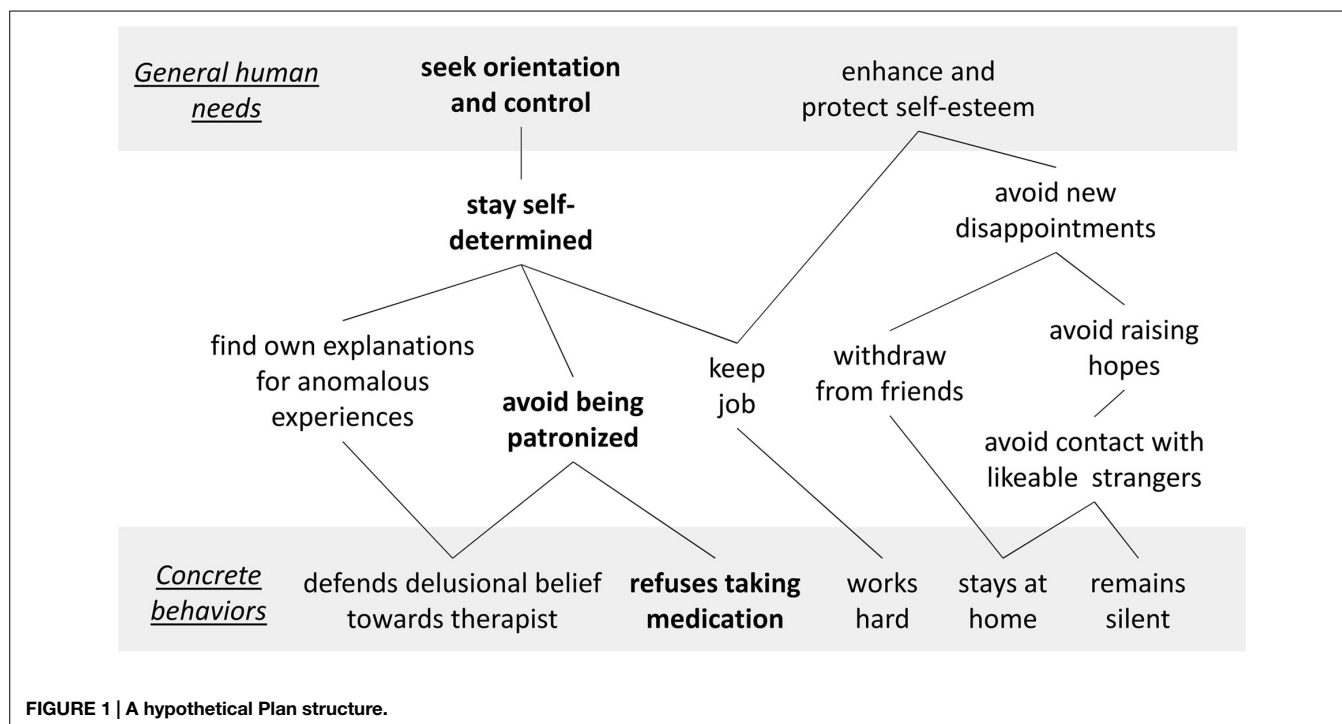 General human
needs
seek orientation
and control
enhance and
protect self-esteem
stay self-
determined
avoid new
disappointments
find own explanations
for anomalous
experiences
avoid being
patronized
keep
job
withdraw
from friends
avoid raising
hopes
avoid contact with
likeable strangers
Concrete
behaviors
defends delusional belief
towards therapist
refuses taking
medication
works
hard
stays at
home
remains
silent
FIGURE 1 | A hypothetical Plan structure.